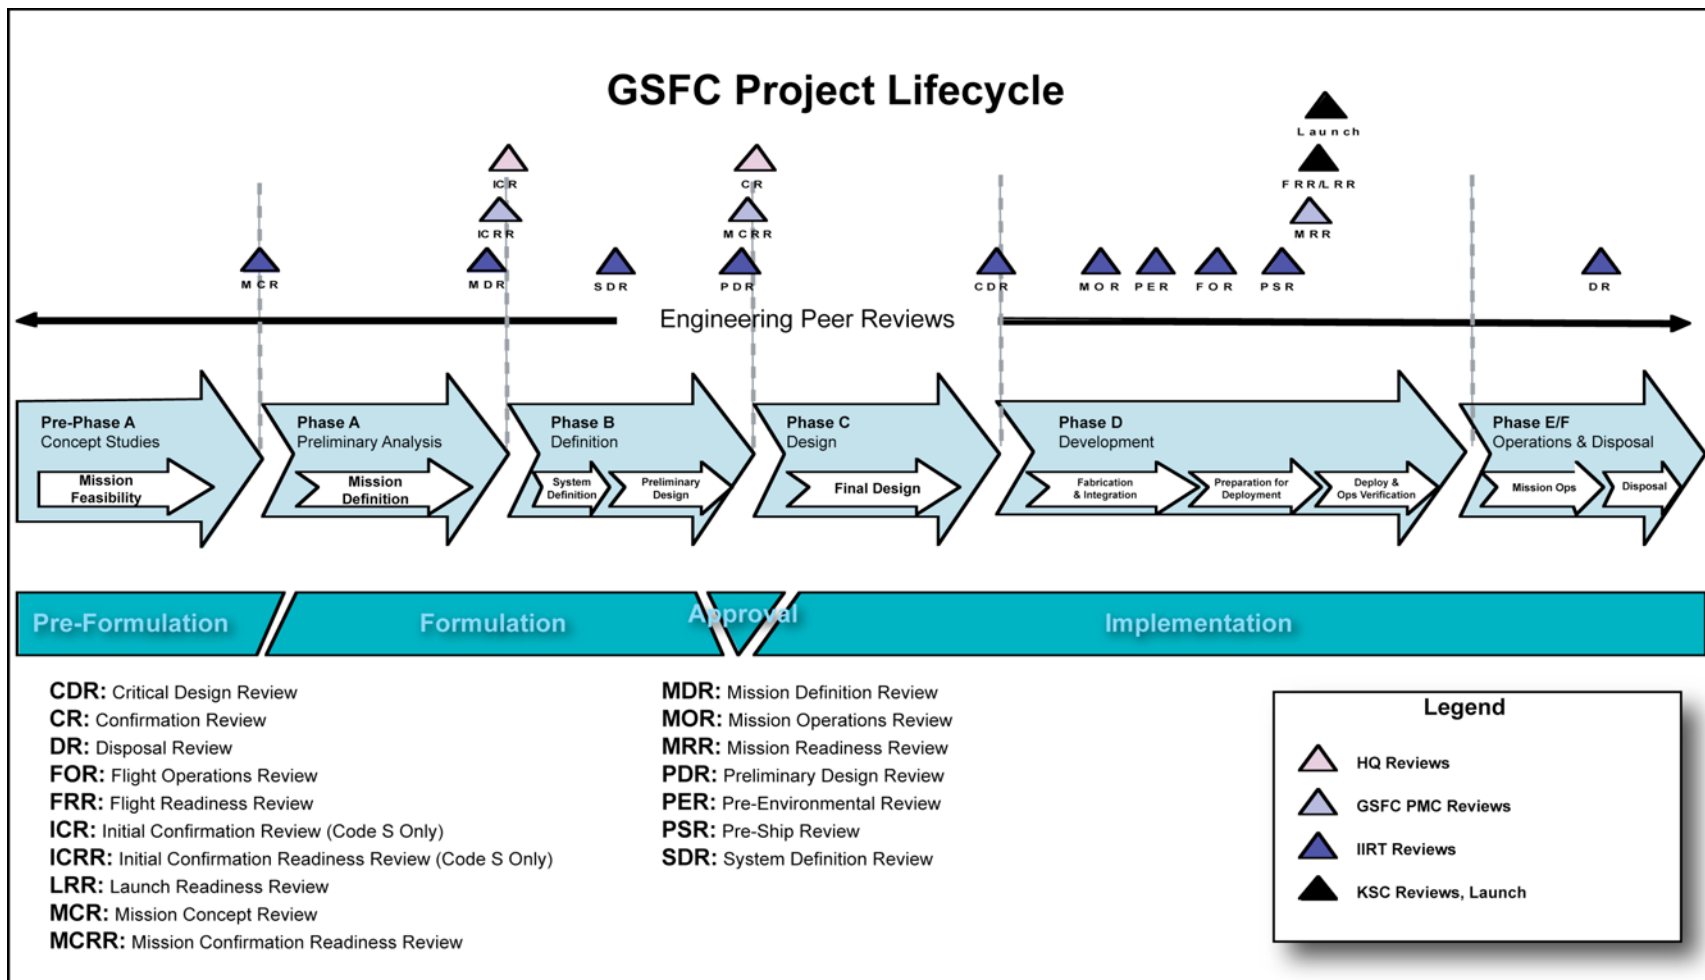 GSFC Project Lifecycle
Launch
ICR
CR
FRR/LRR
ICRR
MCRR
MRR
MCR
MDR
SDR
PDR
CDR
MOR
PER
FOR
PSR
DR
Engineering Peer Reviews
Pre-Phase A
Concept Studies
Mission
Feasibility
Phase A
Preliminary Analysis
Mission
Definition
Phase B
Definition
System
Definition
Preliminary
Design
Phase C
Design
Final Design
Phase D
Development
Fabrication
& Integration
Preparation for
Deployment
Deploy &
Ops Verification
Phase E/F
Operations & Disposal
Mission Ops
Disposal
Pre-Formulation
Formulation
Approval
Implementation
CDR: Critical Design Review
CR: Confirmation Review
DR: Disposal Review
FOR: Flight Operations Review
FRR: Flight Readiness Review
ICR: Initial Confirmation Review (Code S Only)
ICRR: Initial Confirmation Readiness Review (Code S Only)
LRR: Launch Readiness Review
MCR: Mission Concept Review
MCRR: Mission Confirmation Readiness Review
MDR: Mission Definition Review
MOR: Mission Operations Review
MRR: Mission Readiness Review
PDR: Preliminary Design Review
PER: Pre-Environmental Review
PSR: Pre-Ship Review
SDR: System Definition Review
Legend
HQ Reviews
GSFC PMC Reviews
IIRT Reviews
KSC Reviews, Launch